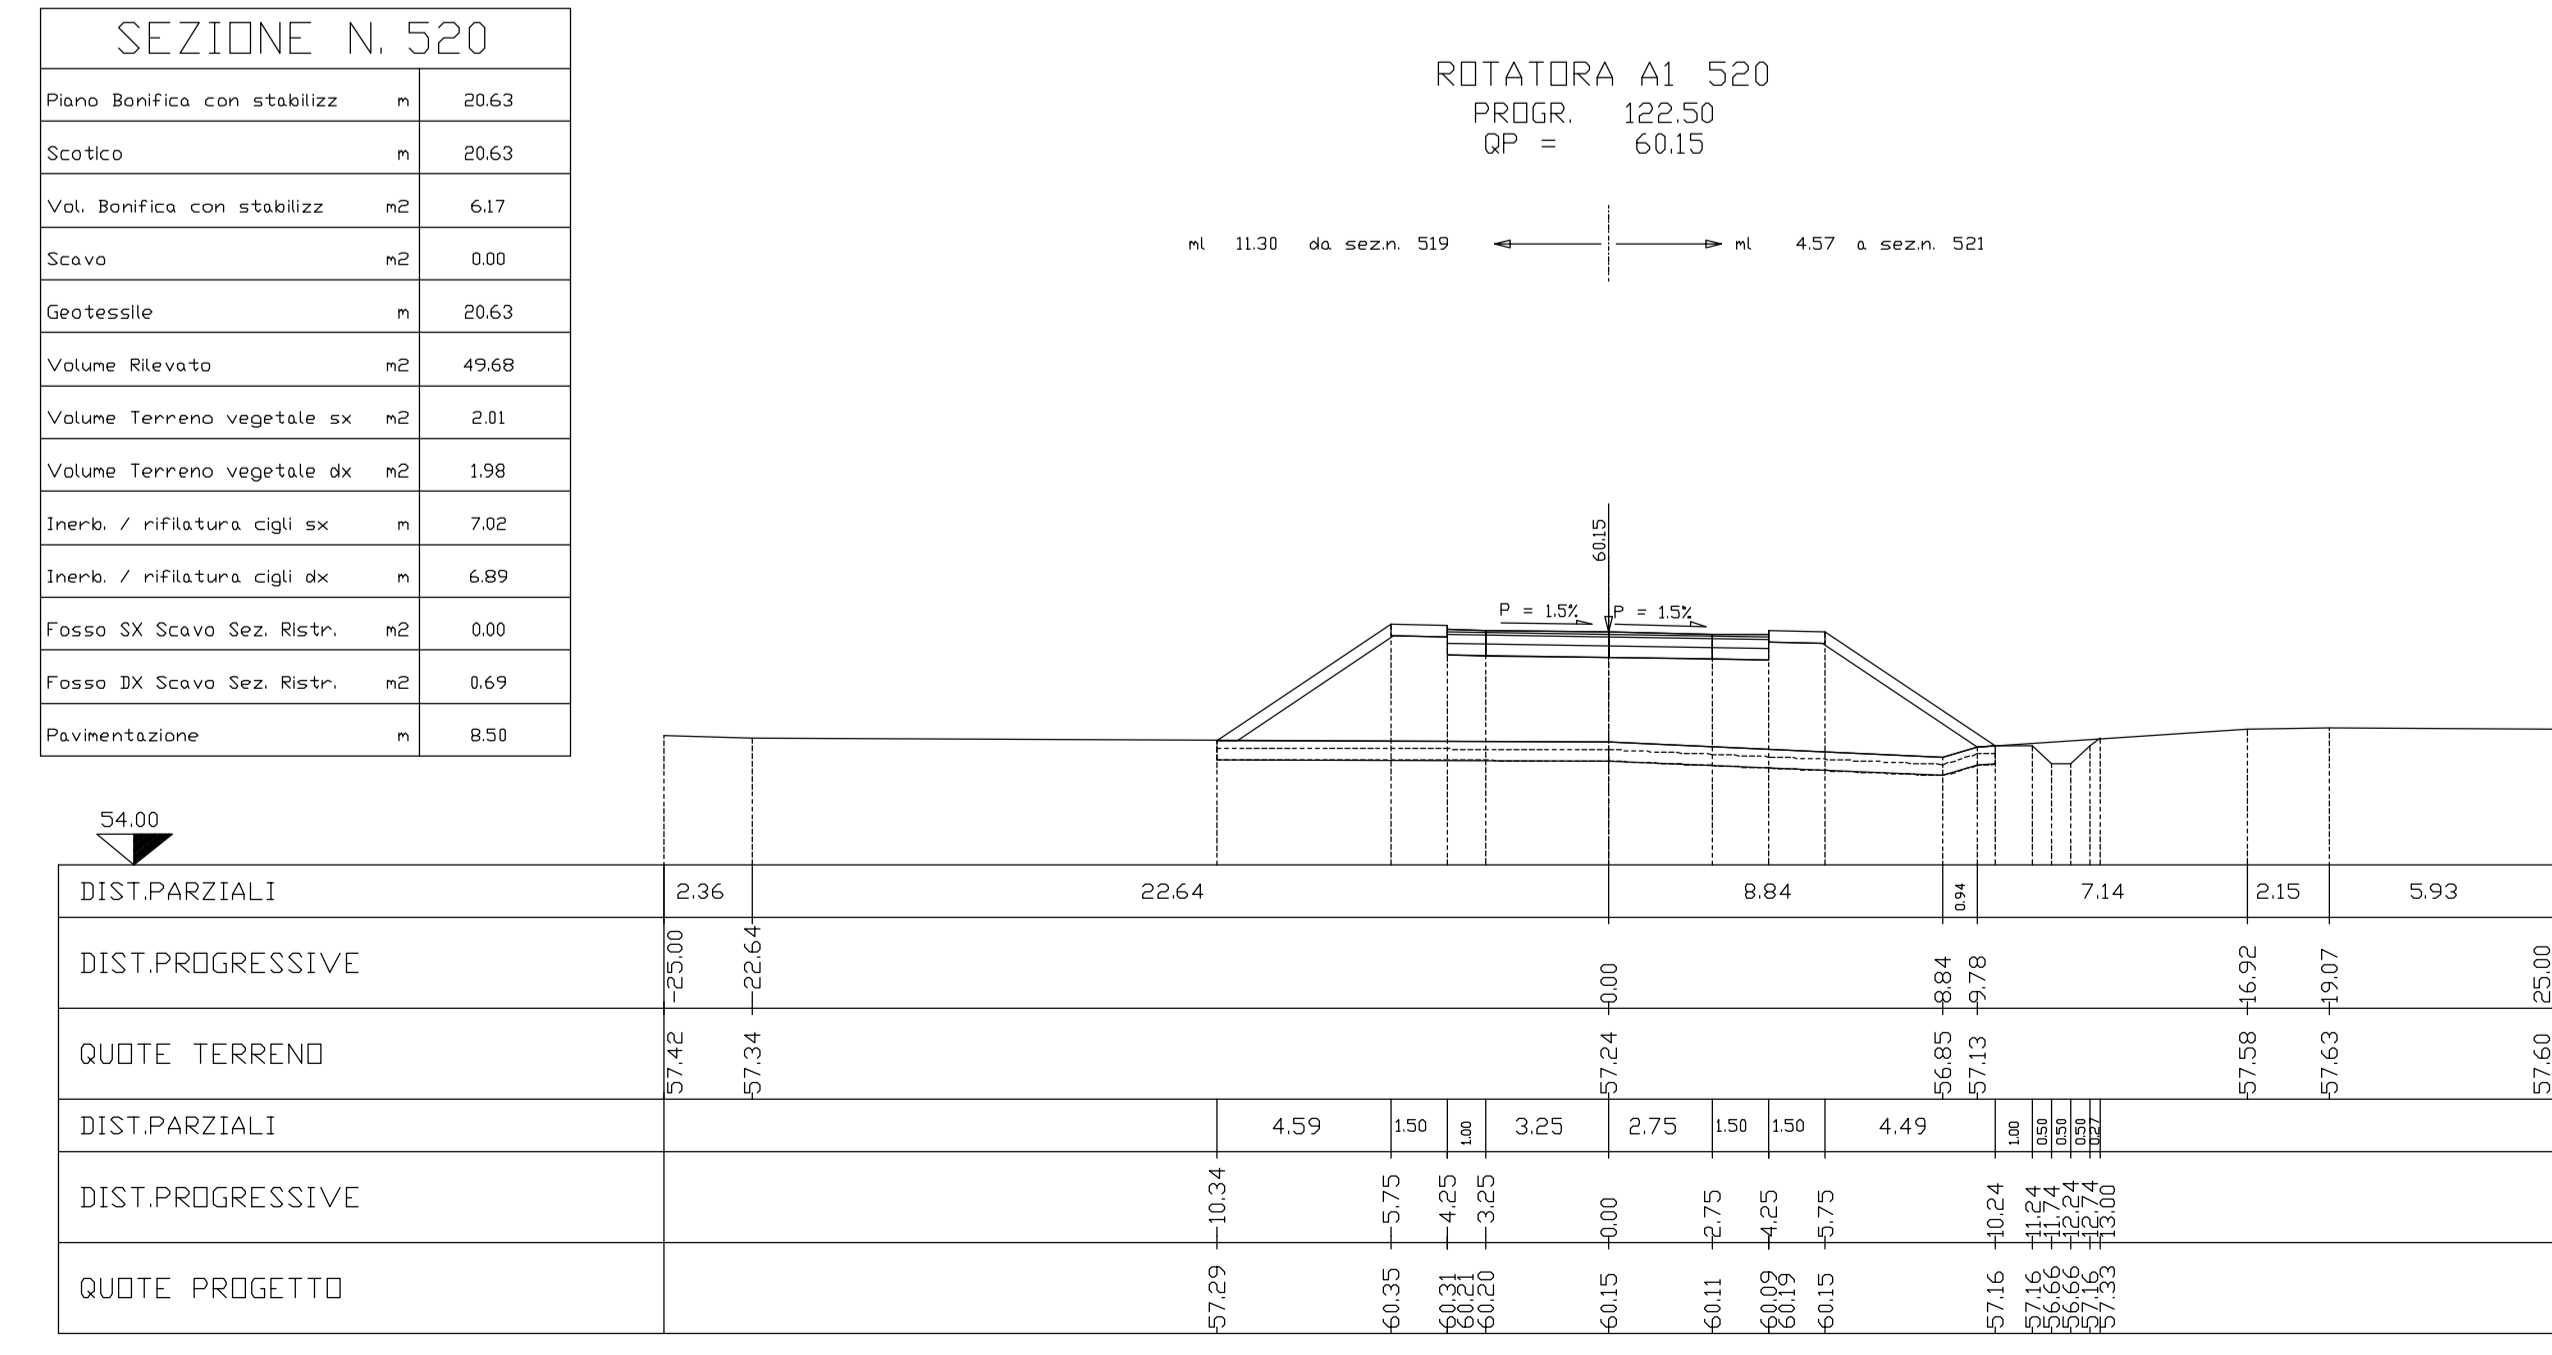 SEZIONE N. 520
Piano Bonifica con stabilizz m 20.63
Scotico m 20.63
Vol. Bonifica con stabilizz m2 6.17
Scavo m2 0.00
Geotessile m 20.63
Volume Rilevato m2 49.68
Volume Terreno vegetale sx m2 2.01
Volume Terreno vegetale dx m2 1.98
Inerb. / rifilatura cigli sx m 7.02
Inerb. / rifilatura cigli dx m 6.89
Fosso SX Scavo Sez. Ristr. m2 0.00
Fosso DX Scavo Sez. Ristr. m2 0.69
Pavimentazione m 8.50
ROTATORA A1 520
PROGR. 122.50
QP = 60.15
ml 11.30 da sez.n. 519
ml 4.57 a sez.n. 521
60.15
P = 1.5%
P = 1.5%
54.00
DIST.PARZIALI 2.36 22.64 8.84 0.94 7.14 2.15 5.93
DIST.PROGRESSIVE -25.00 -22.64 0.00 8.84 9.78 16.92 19.07 25.00
QUOTE TERRENO 57.42 57.34 57.24 56.85 57.13 57.58 57.63 57.60
DIST.PARZIALI 4.59 1.50 1.00 3.25 2.75 1.50 1.50 4.49 1.00 0.50 0.50 0.50 0.27
DIST.PROGRESSIVE -10.34 -5.75 -4.25 -3.25 0.00 2.75 4.25 5.75 10.24 11.24 11.74 12.24 12.74 13.00
QUOTE PROGETTO 57.29 60.35 60.31 60.21 60.20 60.15 60.11 60.09 60.19 60.15 57.16 57.16 56.66 56.66 57.16 57.33